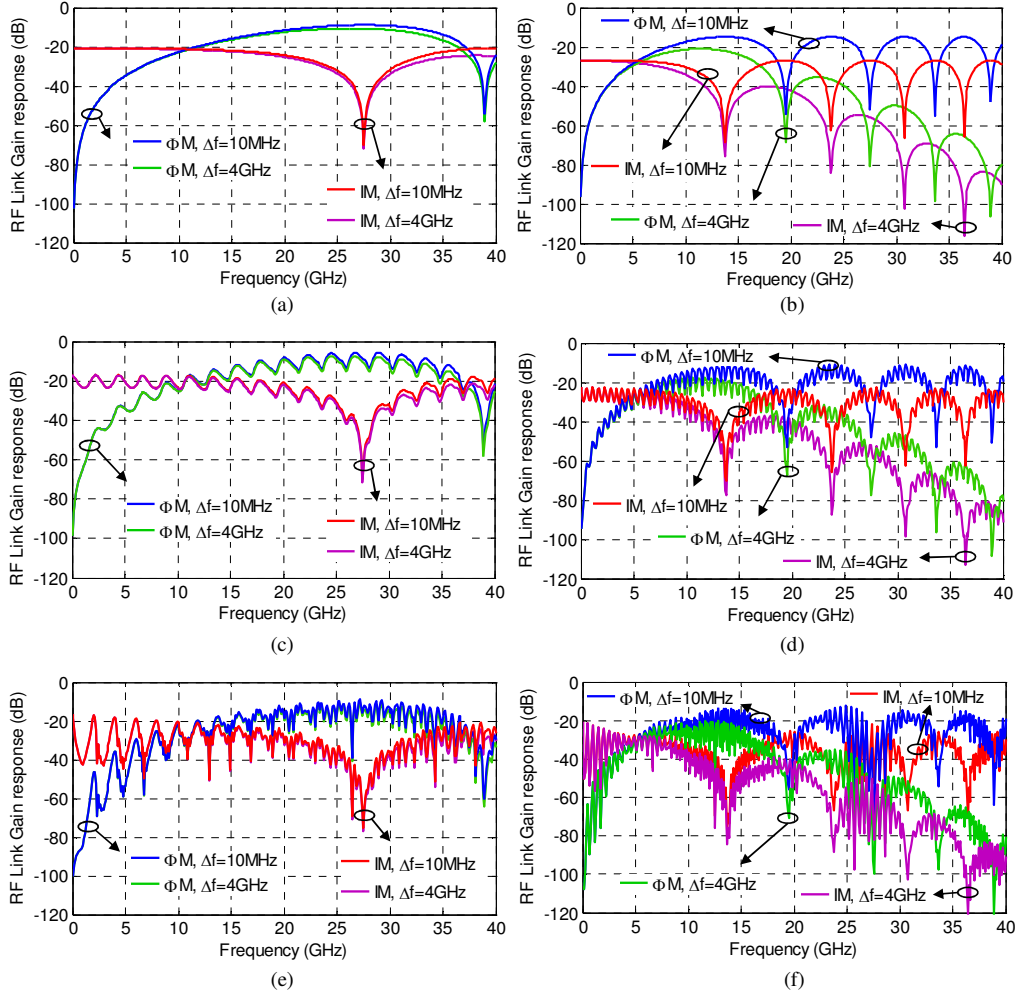 RF Link Gain response (dB)
0
-20
-40
-60
-80
-100
-120
ΦM, Δf=10MHz
ΦM, Δf=4GHz
IM, Δf=10MHz
IM, Δf=4GHz
0 5 10 15 20 25 30 35 40
Frequency (GHz)
(a)
RF Link Gain response (dB)
0
-20
-40
-60
-80
-100
-120
ΦM, Δf=10MHz
IM, Δf=10MHz
ΦM, Δf=4GHz
IM, Δf=4GHz
0 5 10 15 20 25 30 35 40
Frequency (GHz)
(b)
RF Link Gain response (dB)
0
-20
-40
-60
-80
-100
-120
ΦM, Δf=10MHz
ΦM, Δf=4GHz
IM, Δf=10MHz
IM, Δf=4GHz
0 5 10 15 20 25 30 35 40
Frequency (GHz)
(c)
RF Link Gain response (dB)
0
-20
-40
-60
-80
-100
-120
ΦM, Δf=10MHz
IM, Δf=10MHz
ΦM, Δf=4GHz
IM, Δf=4GHz
0 5 10 15 20 25 30 35 40
Frequency (GHz)
(d)
RF Link Gain response (dB)
0
-20
-40
-60
-80
-100
-120
ΦM, Δf=10MHz
ΦM, Δf=4GHz
IM, Δf=10MHz
IM, Δf=4GHz
0 5 10 15 20 25 30 35 40
Frequency (GHz)
(e)
RF Link Gain response (dB)
0
-20
-40
-60
-80
-100
-120
ΦM, Δf=10MHz
IM, Δf=10MHz
ΦM, Δf=4GHz
IM, Δf=4GHz
0 5 10 15 20 25 30 35 40
Frequency (GHz)
(f)